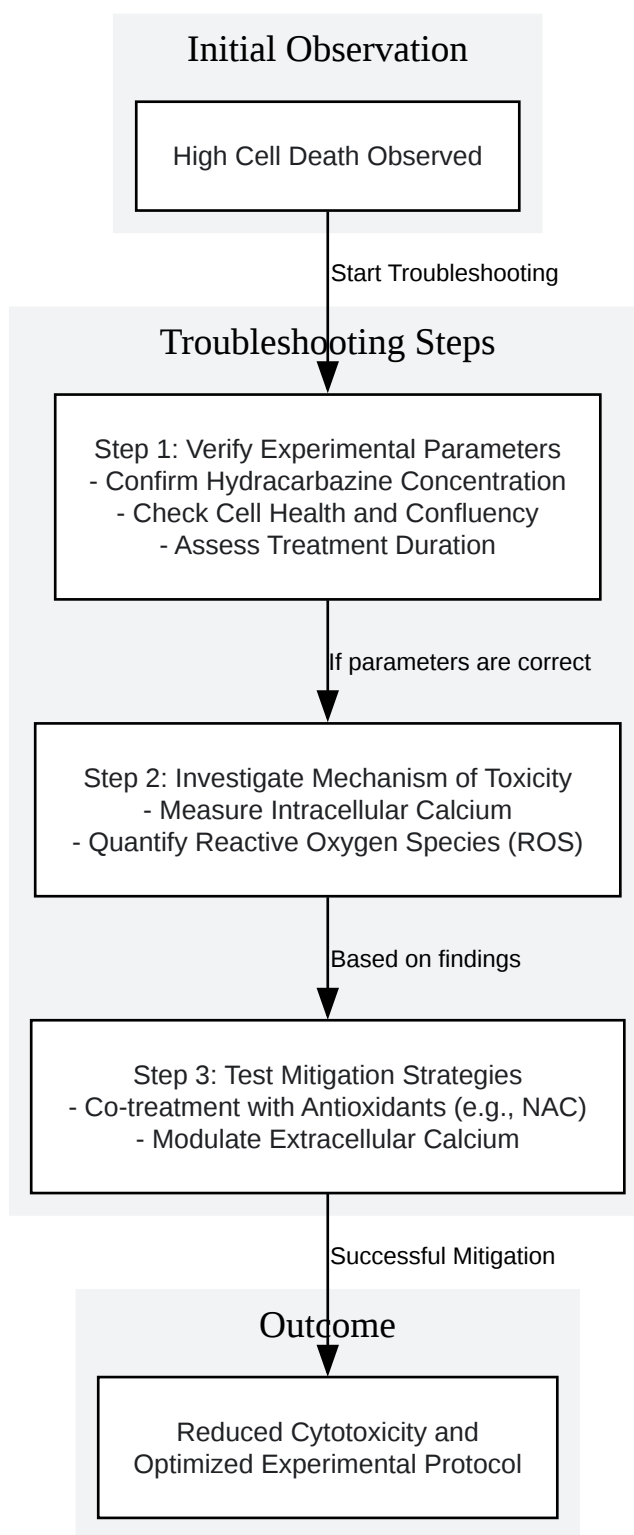 Initial Observation
High Cell Death Observed
Start Troubleshooting
Troubleshooting Steps
Step 1: Verify Experimental Parameters
- Confirm Hydracarbazine Concentration
- Check Cell Health and Confluency
- Assess Treatment Duration
If parameters are correct
Step 2: Investigate Mechanism of Toxicity
- Measure Intracellular Calcium
- Quantify Reactive Oxygen Species (ROS)
Based on findings
Step 3: Test Mitigation Strategies
- Co-treatment with Antioxidants (e.g., NAC)
- Modulate Extracellular Calcium
Successful Mitigation
Outcome
Reduced Cytotoxicity and
Optimized Experimental Protocol